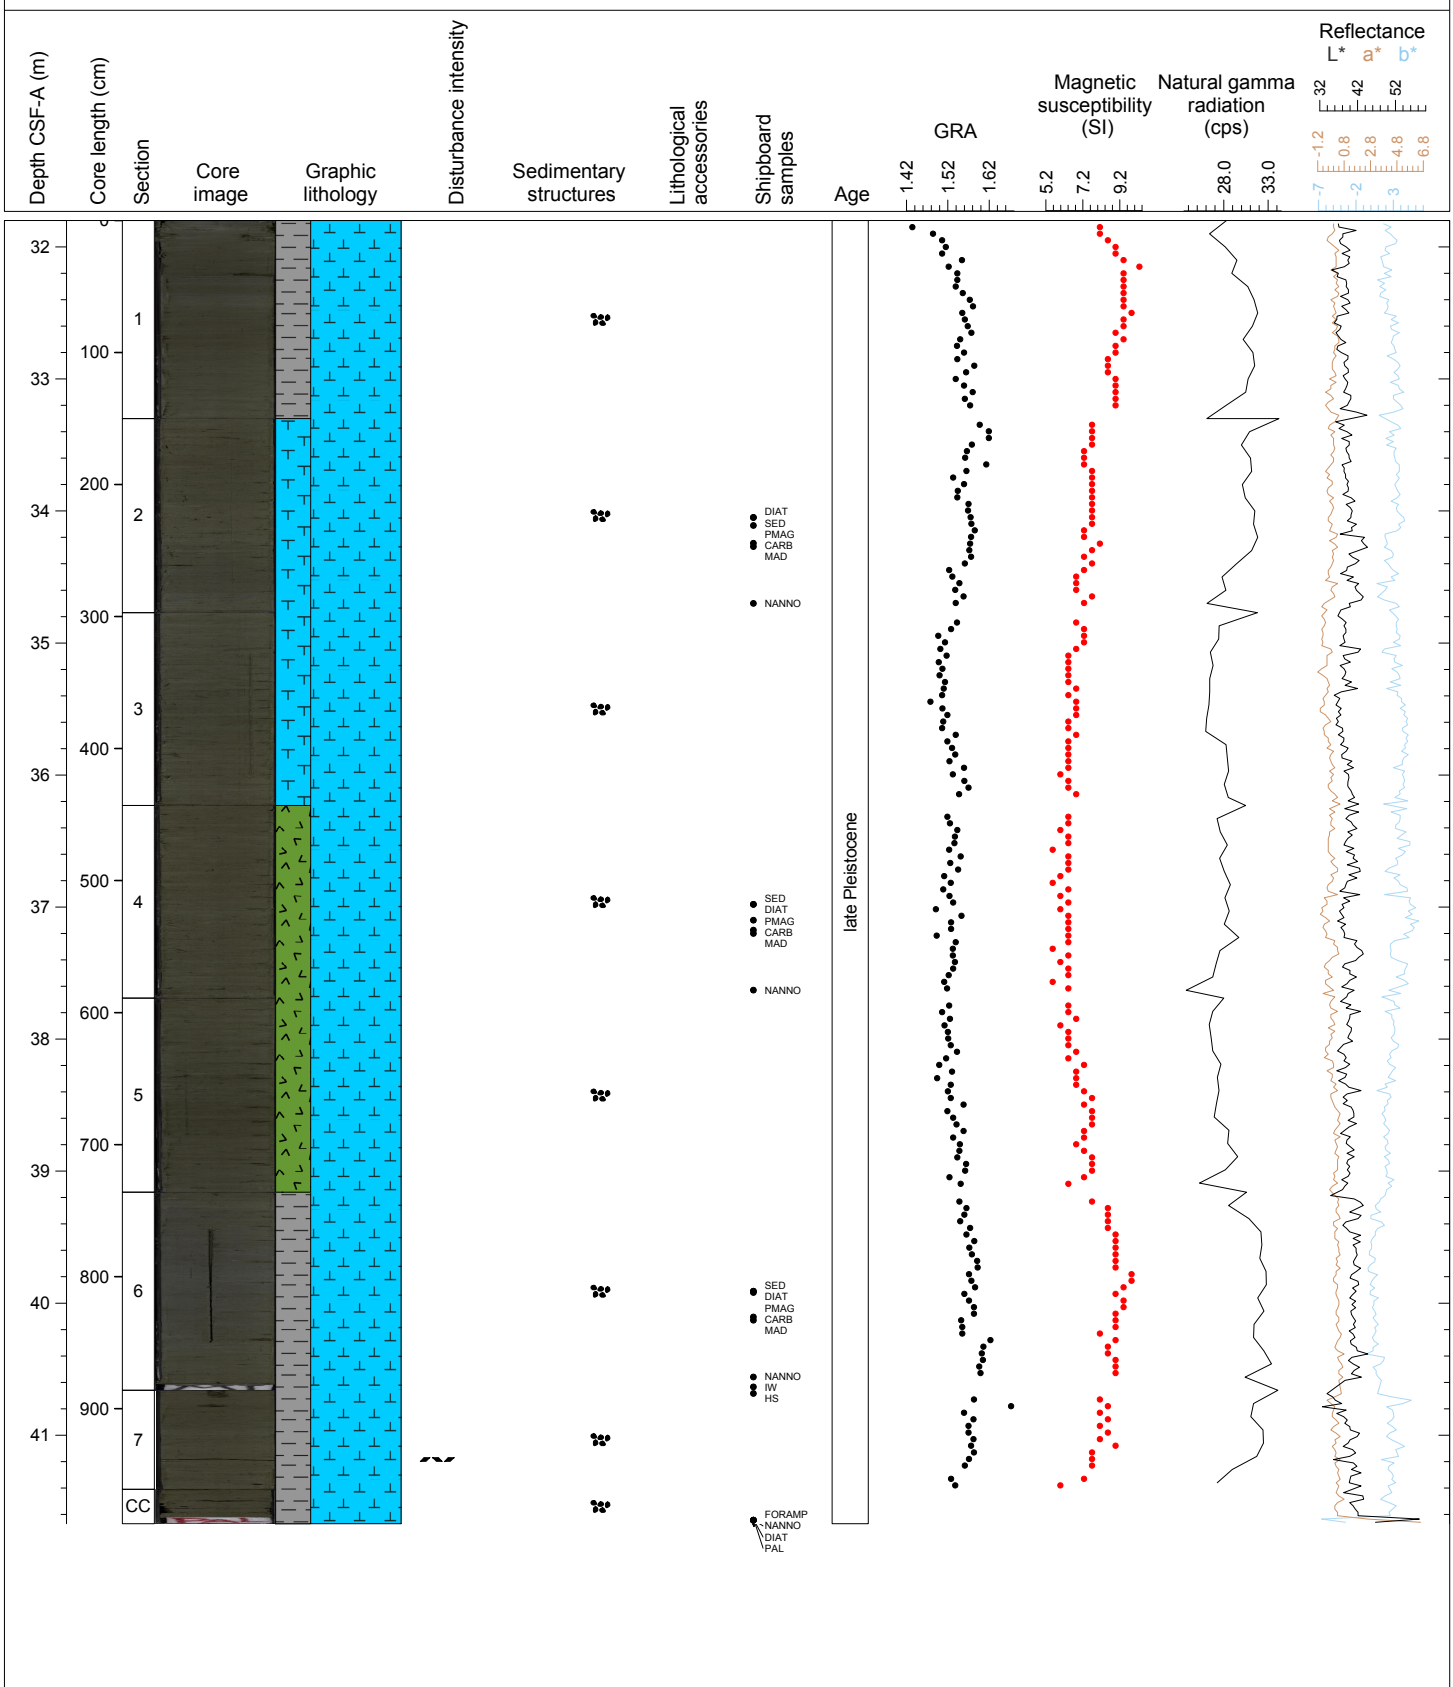 Depth CSF-A (m)
Core length (cm)
Section
Core
image
Graphic
lithology
Disturbance intensity
Sedimentary
structures
Lithological
accessories
Shipboard
samples
Age
GRA
1.42
1.52
1.62
Magnetic
susceptibility
(SI)
5.2
7.2
9.2
Natural gamma
radiation
(cps)
28.0
33.0
Reflectance
L* a* b*
32
42
52
-1.2
0.8
2.8
4.8
6.8
-7
-2
3
0
32
1
100
33
200
34
2
DIAT
SED
PMAG
CARB
MAD
NANNO
300
35
3
400
36
500
37
4
SED
DIAT
PMAG
CARB
MAD
NANNO
late Pleistocene
600
38
5
700
39
800
40
6
SED
DIAT
PMAG
CARB
MAD
NANNO
IW
HS
900
41
7
CC
FORAMP
NANNO
DIAT
PAL